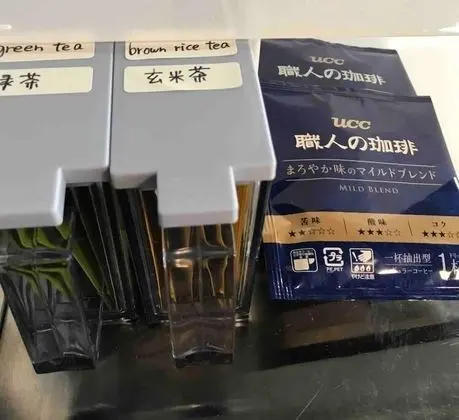 green tea
緑茶
brown rice tea
玄米茶
ucc
職人の珈琲
ucc
職人の珈琲
まろやか味のマイルドブレンド
MILD BLEND
苦味
酸味
コク
★★☆☆☆
★★★☆☆
★★★☆
PE,PET
一杯抽出型